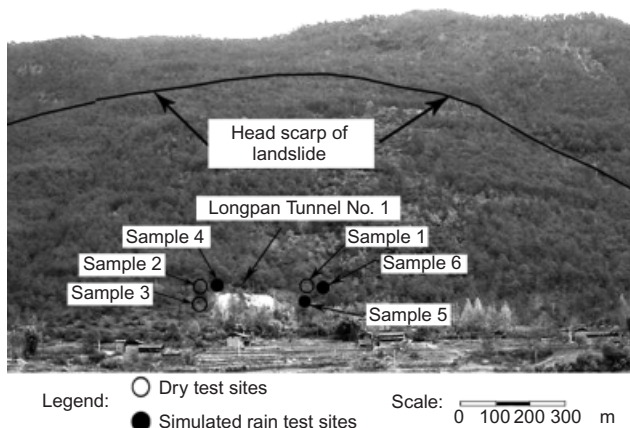 Head scarp of
landslide
Longpan Tunnel No. 1
Sample 4
Sample 1
Sample 2
Sample 6
Sample 3
Sample 5
Legend:
Dry test sites
Simulated rain test sites
Scale:
0 100 200 300 m